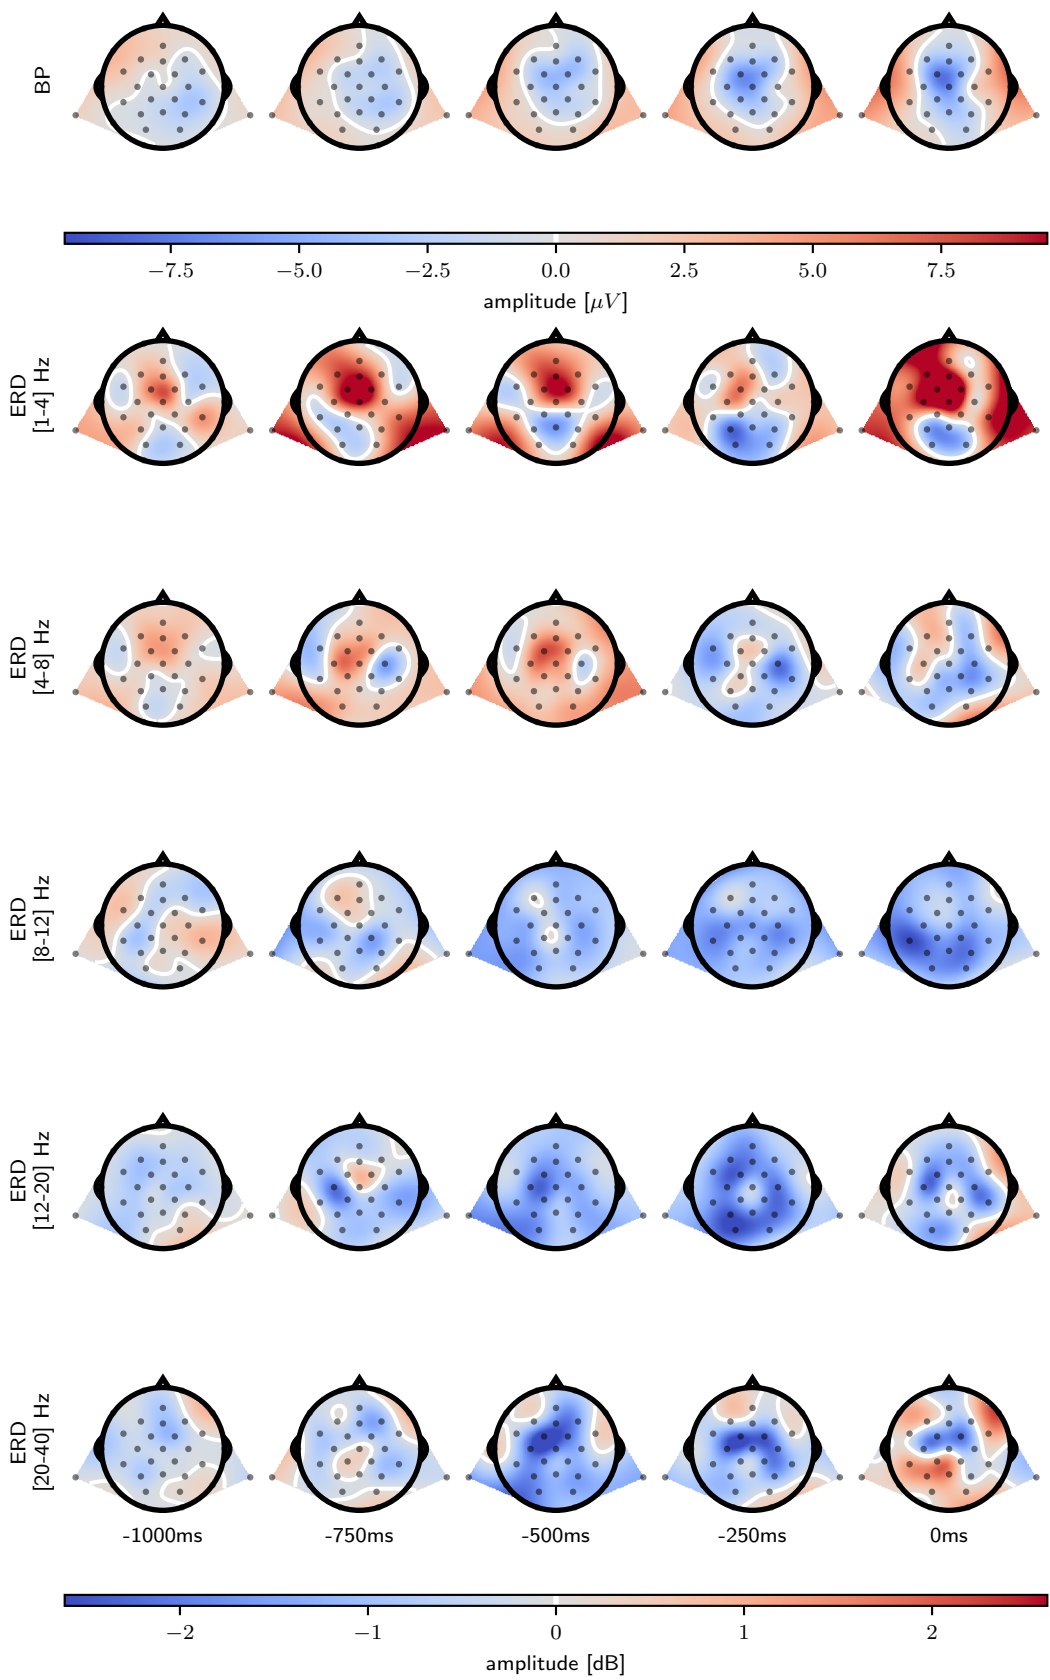 BP
−7.5 −5.0 −2.5 0.0 2.5 5.0 7.5
amplitude [μV]
ERD
[1–4] Hz
ERD
[4–8] Hz
ERD
[8-12] Hz
ERD
[12-20] Hz
ERD
[20-40] Hz
-1000ms -750ms -500ms -250ms 0ms
−2 −1 0 1 2
amplitude [dB]